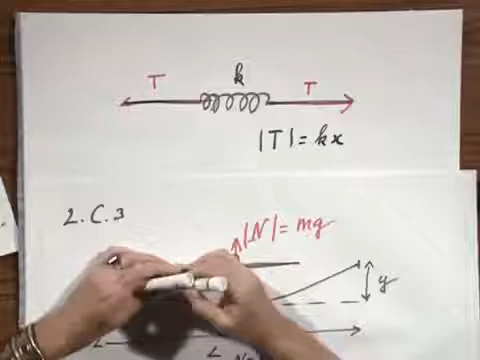 T k T
|T| = kx
2.C.3
|N| = mg
y
L